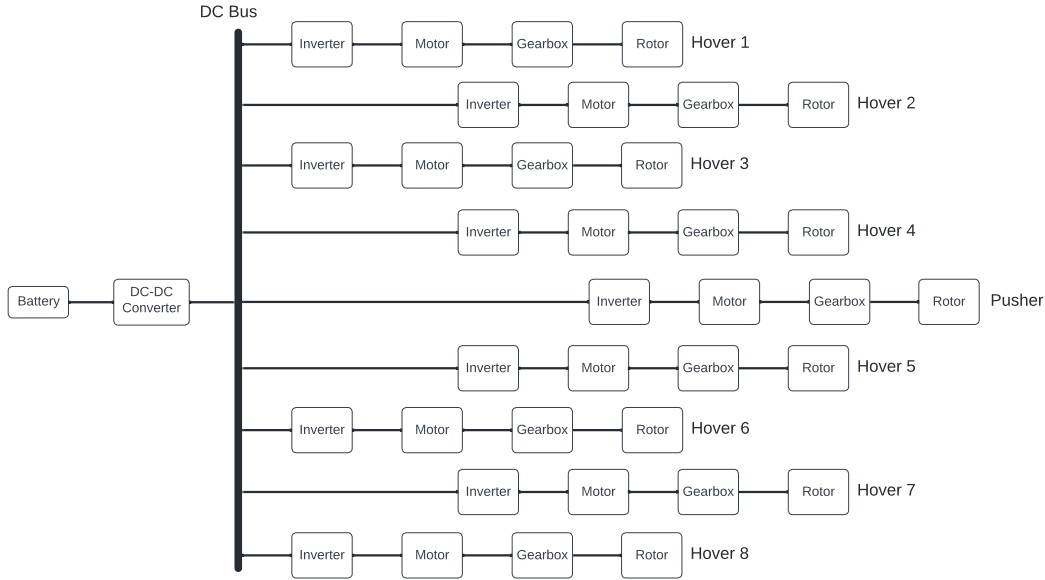 DC Bus
Inverter Motor Gearbox Rotor Hover 1
Inverter Motor Gearbox Rotor Hover 2
Inverter Motor Gearbox Rotor Hover 3
Inverter Motor Gearbox Rotor Hover 4
Battery
DC-DC
Converter
Inverter Motor Gearbox Rotor Pusher
Inverter Motor Gearbox Rotor Hover 5
Inverter Motor Gearbox Rotor Hover 6
Inverter Motor Gearbox Rotor Hover 7
Inverter Motor Gearbox Rotor Hover 8